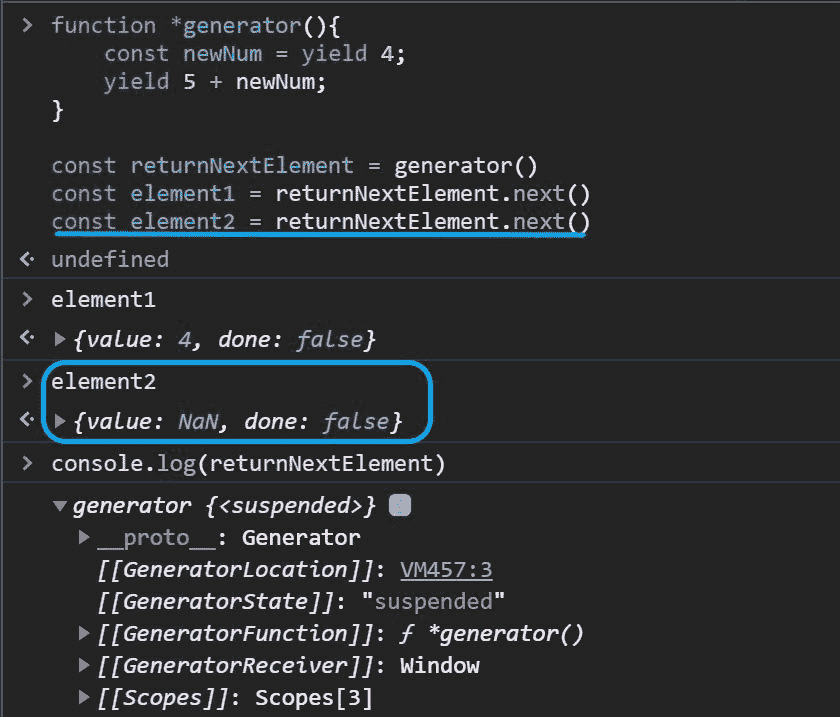 > function *generator(){
const newNum = yield 4;
yield 5 + newNum;
}
const returnNextElement = generator()
const element1 = returnNextElement.next()
const element2 = returnNextElement.next()
undefined
> element1
{value: 4, done: false}
> element2
{value: NaN, done: false}
> console.log(returnNextElement)
generator {<suspended>} i
__proto__: Generator
[[GeneratorLocation]]: VM457:3
[[GeneratorState]]: "suspended"
[[GeneratorFunction]]: ƒ *generator()
[[GeneratorReceiver]]: Window
[[Scopes]]: Scopes[3]